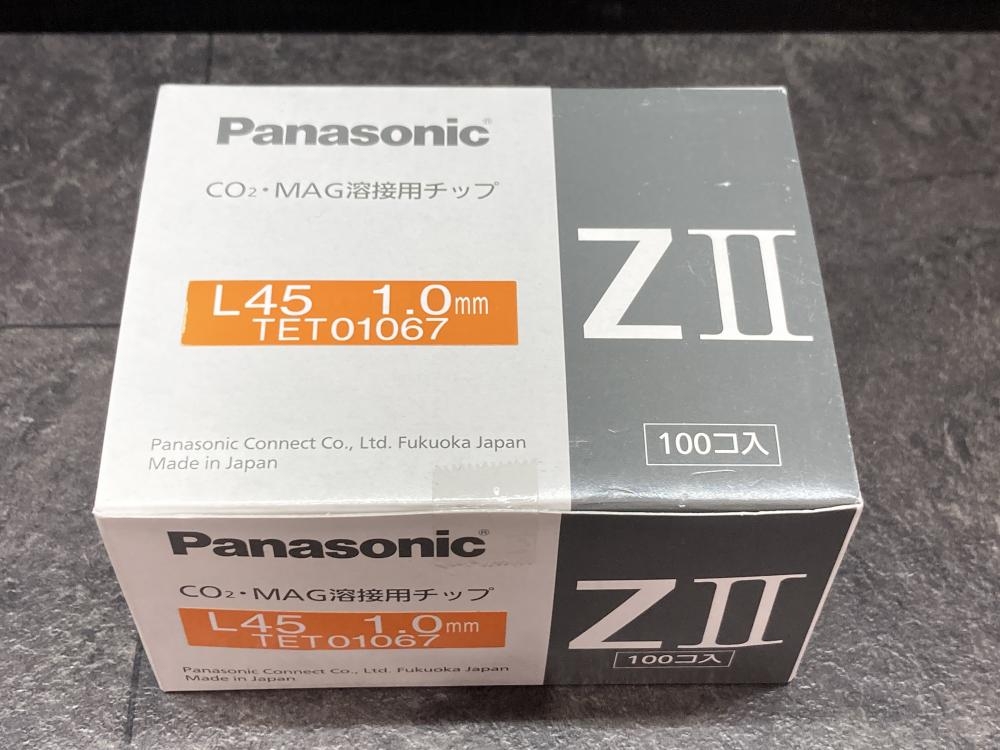 Panasonic®
CO₂・MAG溶接用チップ
L45 1.0mm
TET01067
Panasonic Connect Co., Ltd. Fukuoka Japan
Made in Japan
ZⅡ
100コ入
Panasonic®
CO₂・MAG溶接用チップ
L45 1.0mm
TET01067
Panasonic Connect Co., Ltd. Fukuoka Japan
Made in Japan
ZⅡ
100コ入